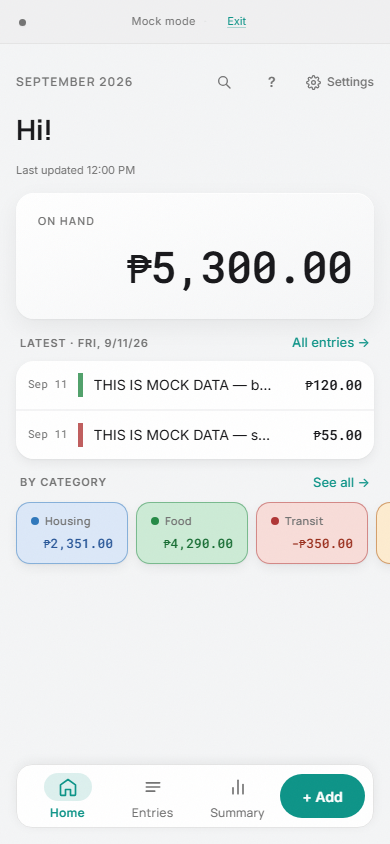 Mock mode Exit
SEPTEMBER 2026 ? Settings
Hi!
Last updated 12:00 PM
ON HAND
₱5,300.00
LATEST · FRI, 9/11/26 All entries →
Sep 11 THIS IS MOCK DATA — b... ₱120.00
Sep 11 THIS IS MOCK DATA — s... ₱55.00
BY CATEGORY See all →
Housing Food Transit
₱2,351.00 ₱4,290.00 -₱350.00
Home Entries Summary + Add